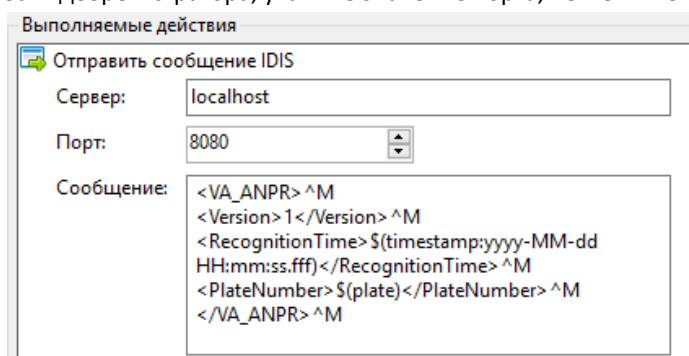 Выполняемые действия
Отправить сообщение IDIS
Сервер: localhost
Порт: 8080
Сообщение: <VA_ANPR>^M
<Version>1</Version>^M
<RecognitionTime>$(timestamp:yyyy-MM-dd
HH:mm:ss.fff)</RecognitionTime>^M
<PlateNumber>$(plate)</PlateNumber>^M
</VA_ANPR>^M